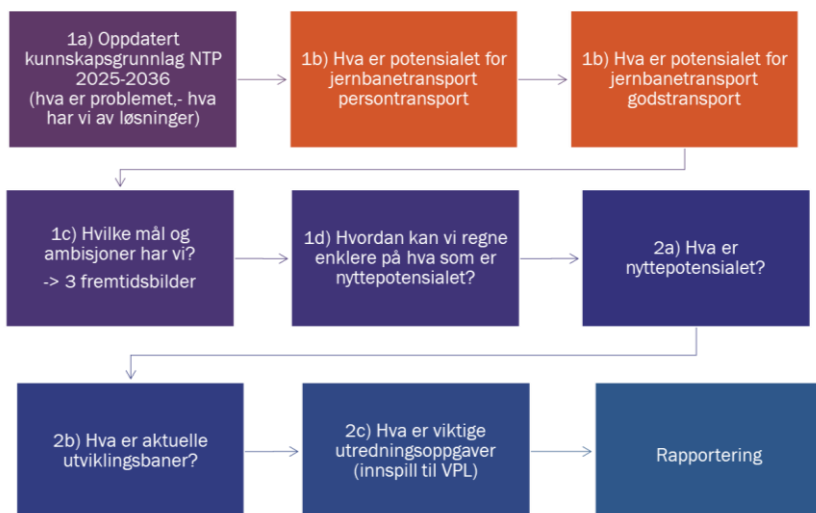 1a) Oppdatert
kunnskapsgrunnlag NTP
2025-2036
(hva er problemet,- hva
har vi av løsninger)
1b) Hva er potensialet for
jernbanetransport
persontransport
1b) Hva er potensialet for
jernbanetransport
godstransport
1c) Hvilke mål og
ambisjoner har vi?
-> 3 fremtidsbilder
1d) Hvordan kan vi regne
enklere på hva som er
nyttepotensialet?
2a) Hva er
nyttepotensialet?
2b) Hva er aktuelle
utviklingsbaner?
2c) Hva er viktige
utredningsoppgaver
(innspill til VPL)
Rapportering